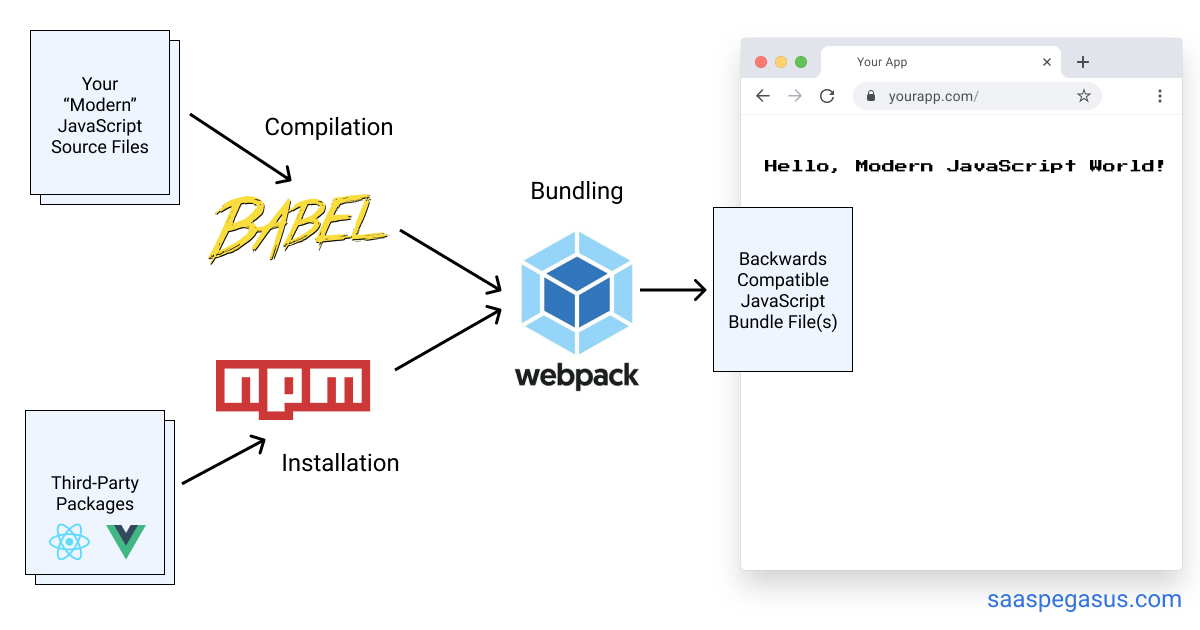 Your
“Modern”
JavaScript
Source Files
Compilation
BABEL
Third-Party
Packages
npm
Installation
Bundling
webpack
Backwards
Compatible
JavaScript
Bundle File(s)
Your App
yourapp.com/
Hello, Modern JavaScript World!
saaspegasus.com